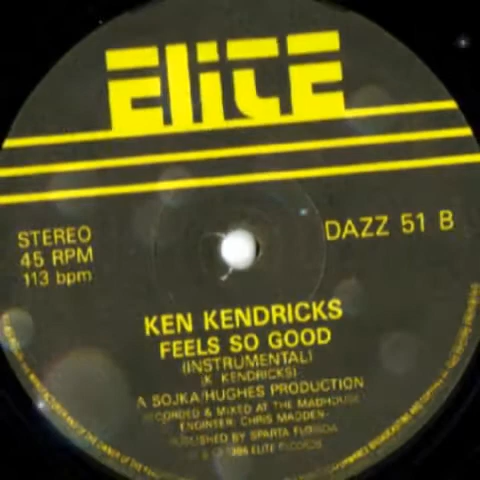 ELITE
STEREO
45 RPM
113 bpm
DAZZ 51 B
KEN KENDRICKS
FEELS SO GOOD
(INSTRUMENTAL)
(K. KENDRICKS)
A SOJKA/HUGHES PRODUCTION
RECORDED & MIXED AT THE MADHOUSE
ENGINEER: CHRIS MADDEN
PUBLISHED BY SPARTA FLORIDA
1986 ELITE RECORDS